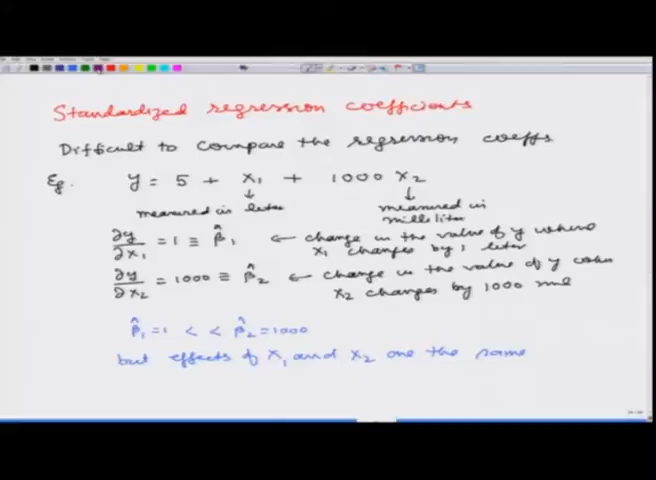 Standardized regression coefficients
Difficult to compare the regression coeffs
Eg. y = 5 + x₁ + 1000 x₂
↓ ↓
measured in liter measured in
milliliter
∂y/∂x₁ = 1 ≡ β̂₁ ← change in the value of y when
x₁ changes by 1 liter
∂y/∂x₂ = 1000 ≡ β̂₂ ← change in the value of y when
x₂ changes by 1000 mil
β̂₁ = 1 < < β̂₂ = 1000
but effects of x₁ and x₂ are the same